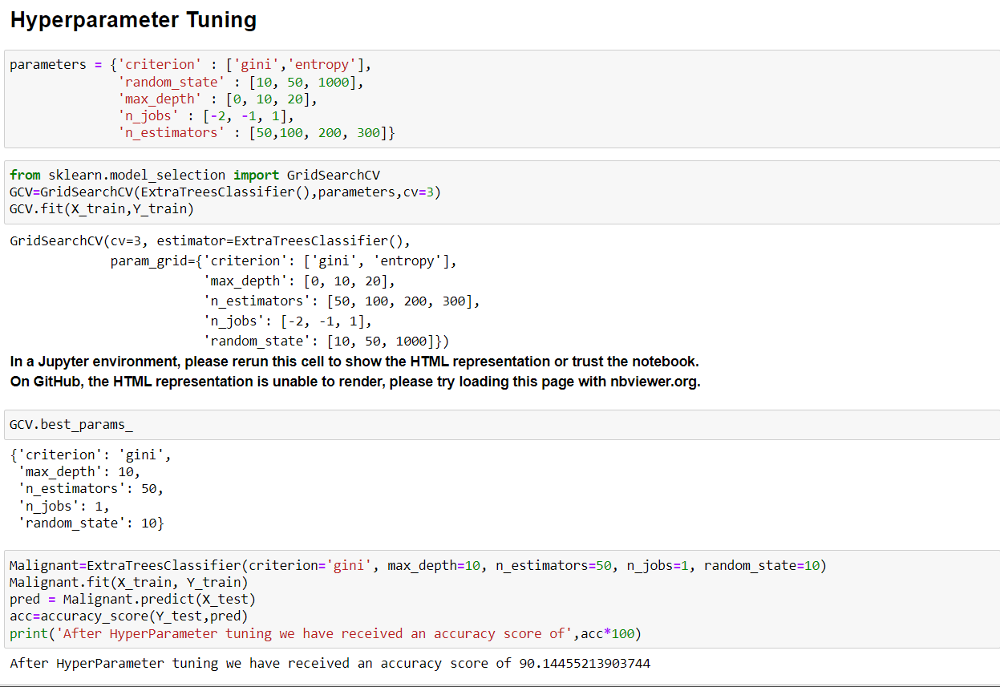 Hyperparameter Tuning
parameters = {'criterion' : ['gini','entropy'],
'random_state' : [10, 50, 1000],
'max_depth' : [0, 10, 20],
'n_jobs' : [-2, -1, 1],
'n_estimators' : [50,100, 200, 300]}
from sklearn.model_selection import GridSearchCV
GCV=GridSearchCV(ExtraTreesClassifier(),parameters,cv=3)
GCV.fit(X_train,Y_train)
GridSearchCV(cv=3, estimator=ExtraTreesClassifier(),
param_grid={'criterion': ['gini', 'entropy'],
'max_depth': [0, 10, 20],
'n_estimators': [50, 100, 200, 300],
'n_jobs': [-2, -1, 1],
'random_state': [10, 50, 1000]})
In a Jupyter environment, please rerun this cell to show the HTML representation or trust the notebook.
On GitHub, the HTML representation is unable to render, please try loading this page with nbviewer.org.
GCV.best_params_
{'criterion': 'gini',
'max_depth': 10,
'n_estimators': 50,
'n_jobs': 1,
'random_state': 10}
Malignant=ExtraTreesClassifier(criterion='gini', max_depth=10, n_estimators=50, n_jobs=1, random_state=10)
Malignant.fit(X_train, Y_train)
pred = Malignant.predict(X_test)
acc=accuracy_score(Y_test,pred)
print('After HyperParameter tuning we have received an accuracy score of',acc*100)
After HyperParameter tuning we have received an accuracy score of 90.14455213903744